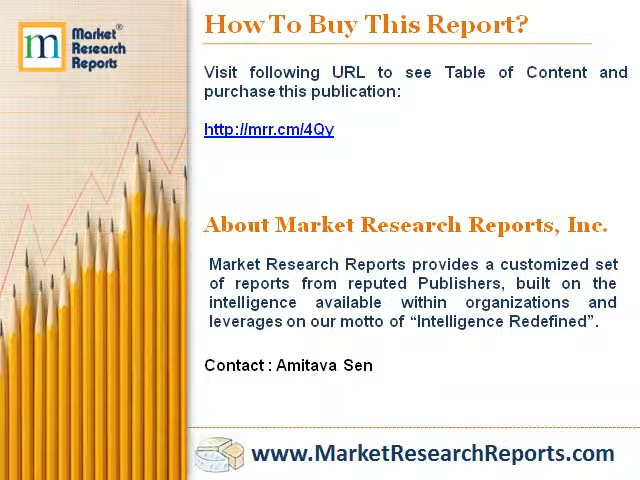 m
Market®
Research
Reports
How To Buy This Report?
Visit following URL to see Table of Content and
purchase this publication:
http://mrr.cm/4Qv
About Market Research Reports, Inc.
Market Research Reports provides a customized set
of reports from reputed Publishers, built on the
intelligence available within organizations and
leverages on our motto of “Intelligence Redefined”.
Contact : Amitava Sen
www.MarketResearchReports.com